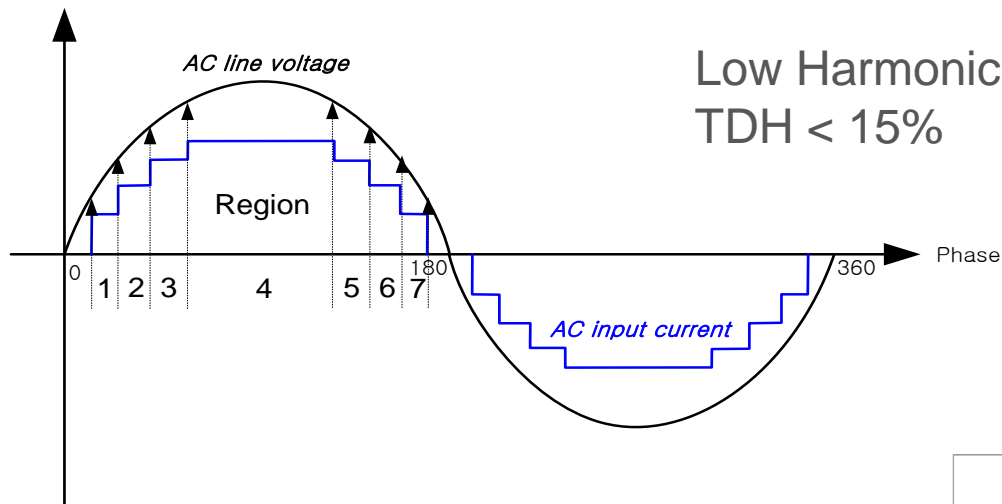 AC line voltage
Low Harmonic
TDH < 15%
Region
Phase
0
180
360
1 2 3 4 5 6 7
AC input current